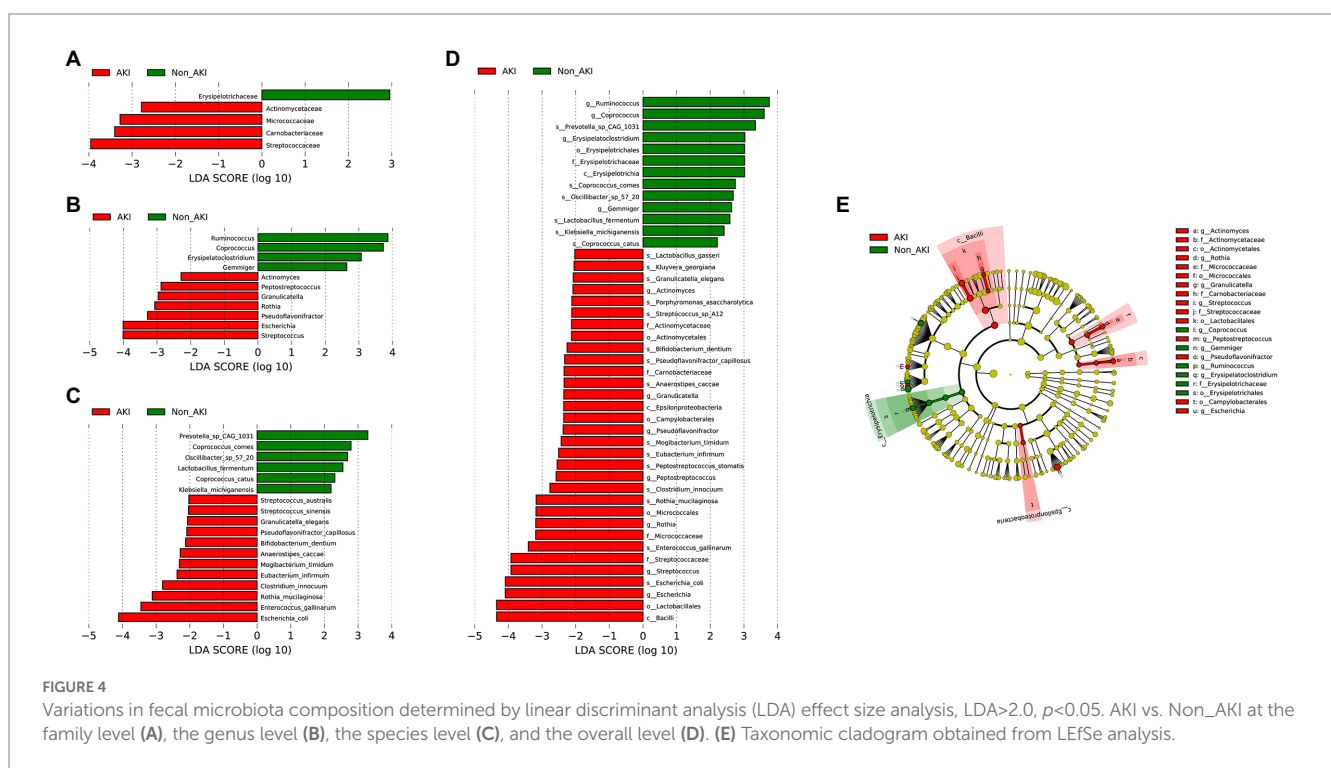 A
AKI Non_AKI
Erysipelotrichaceae
Actinomycetaceae
Micrococcaceae
Carnobacteriaceae
Streptococcaceae
−4 −3 −2 −1 0 1 2 3
LDA SCORE (log 10)
B
AKI Non_AKI
Ruminococcus
Coprococcus
Erysipelatoclostridium
Gemmiger
Actinomyces
Peptostreptococcus
Granulicatella
Rothia
Pseudoflavonifractor
Escherichia
Streptococcus
−5 −4 −3 −2 −1 0 1 2 3 4
LDA SCORE (log 10)
C
AKI Non_AKI
Prevotella_sp_CAG_1031
Coprococcus_comes
Oscillibacter_sp_57_20
Lactobacillus_fermentum
Coprococcus_catus
Klebsiella_michiganensis
Streptococcus_australis
Streptococcus_sinensis
Granulicatella_elegans
Pseudoflavonifractor_capillosus
Bifidobacterium_dentium
Anaerostipes_caccae
Mogibacterium_timidum
Eubacterium_infirmum
Clostridium_innocuum
Rothia_mucilaginosa
Enterococcus_gallinarum
Escherichia_coli
−5 −4 −3 −2 −1 0 1 2 3 4
LDA SCORE (log 10)
D
AKI Non_AKI
g__Ruminococcus
g__Coprococcus
s__Prevotella_sp_CAG_1031
g__Erysipelatoclostridium
o__Erysipelotrichales
f__Erysipelotrichaceae
c__Erysipelotrichia
s__Coprococcus_comes
s__Oscillibacter_sp_57_20
g__Gemmiger
s__Lactobacillus_fermentum
s__Klebsiella_michiganensis
s__Coprococcus_catus
s__Lactobacillus_gasseri
s__Kluyvera_georgiana
s__Granulicatella_elegans
g__Actinomyces
s__Porphyromonas_asaccharolytica
s__Streptococcus_sp_A12
f__Actinomycetaceae
o__Actinomycetales
s__Bifidobacterium_dentium
s__Pseudoflavonifractor_capillosus
f__Carnobacteriaceae
s__Anaerostipes_caccae
g__Granulicatella
c__Epsilonproteobacteria
o__Campylobacterales
g__Pseudoflavonifractor
s__Mogibacterium_timidum
s__Eubacterium_infirmum
s__Peptostreptococcus_stomatis
g__Peptostreptococcus
s__Clostridium_innocuum
s__Rothia_mucilaginosa
o__Micrococcales
g__Rothia
f__Micrococcaceae
s__Enterococcus_gallinarum
f__Streptococcaceae
g__Streptococcus
s__Escherichia_coli
g__Escherichia
o__Lactobacillales
c__Bacilli
−5 −4 −3 −2 −1 0 1 2 3 4
LDA SCORE (log 10)
E
AKI
Non_AKI
c__Bacilli
c__Erysipelotrichia
c__Epsilonproteobacteria
a: g__Actinomyces
b: f__Actinomycetaceae
c: o__Actinomycetales
d: g__Rothia
e: f__Micrococcaceae
f: o__Micrococcales
g: g__Granulicatella
h: f__Carnobacteriaceae
i: g__Streptococcus
j: f__Streptococcaceae
k: o__Lactobacillales
l: g__Coprococcus
m: g__Peptostreptococcus
n: g__Gemmiger
o: g__Pseudoflavonifractor
p: g__Ruminococcus
q: g__Erysipelatoclostridium
r: f__Erysipelotrichaceae
s: o__Erysipelotrichales
t: o__Campylobacterales
u: g__Escherichia
FIGURE 4
Variations in fecal microbiota composition determined by linear discriminant analysis (LDA) effect size analysis, LDA>2.0, p<0.05. AKI vs. Non_AKI at the
family level (A), the genus level (B), the species level (C), and the overall level (D). (E) Taxonomic cladogram obtained from LEfSe analysis.